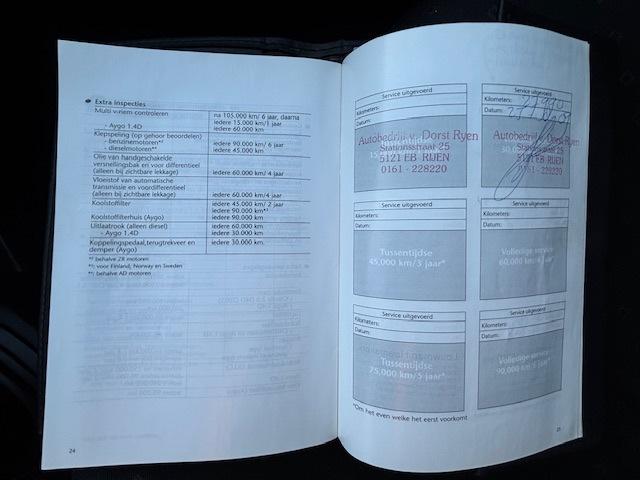 Extra inspecties
Multi v-riem controleren
na 105.000 km/ 6 jaar, daarna
iedere 15.000 km/1 jaar
- Aygo 1.4D
iedere 60.000 km
Klepspeling (op gehoor beoordelen)
- benzinemotoren*²
iedere 90.000 km/ 6 jaar
- dieselmotoren**
iedere 45.000 km
Olie van handgeschakelde
versnellingsbak en voor differentieel
(alleen bij zichtbare lekkage)
iedere 60.000 km/ 4 jaar
Vloeistof van automatische
transmissie en voordifferentieel
(allen bij zichtbare lekkage)
iedere 60.000 km/4 jaar
Koolstoffilter
iedere 45.000 km/ 2 jaar
iedere 90.000 km*³
Koolstoffilterhuis (Aygo)
iedere 90.000 km
Uitlaatrook (alleen diesel)
iedere 60.000 km
- Aygo 1.4D
iedere 30.000 km
Koppelingspedaal,terugtrekveer en
demper (Aygo)
iedere 30.000 km.
behalve ZR motoren
voor Finland, Norway en Sweden
behalve AD motoren
24
Service uitgevoerd
Kilometers:
Datum:
Autobedrijf v. Dorst Ryen
Stationsstraat 25
5121 EB RIJEN
0161 - 228220
Service uitgevoerd
Kilometers:
Datum:
Autobedrijf v. Dorst Ryen
Stationsstraat 25
5121 EB RIJEN
0161 - 228220
Service uitgevoerd
Kilometers:
Datum:
Tussentijdse
45,000 km/3 jaar*
Service uitgevoerd
Kilometers:
Datum:
Volledige service
60,000 km/4 jaar*
Service uitgevoerd
Kilometers:
Datum:
Tussentijdse
75,000 km/5 jaar*
Service uitgevoerd
Kilometers:
Datum:
Volledige service
90,000 km/6 jaar*
*Om het even welke het eerst voorkomt
25